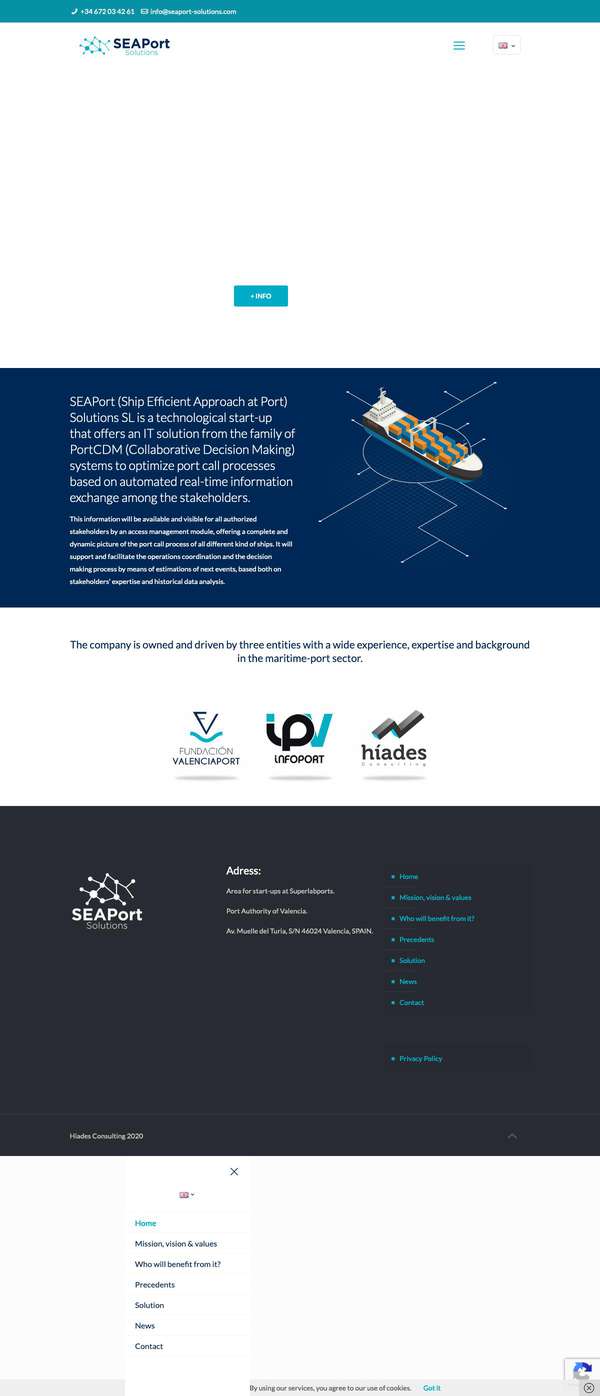 +34 672 03 42 61 info@seaport-solutions.com
SEAPort
Solutions
+ INFO
SEAPort (Ship Efficient Approach at Port)
Solutions SL is a technological start-up
that offers an IT solution from the family of
PortCDM (Collaborative Decision Making)
systems to optimize port call processes
based on automated real-time information
exchange among the stakeholders.
This information will be available and visible for all authorized
stakeholders by an access management module, offering a complete and
dynamic picture of the port call process of all different kind of ships. It will
support and facilitate the operations coordination and the decision
making process by means of estimations of next events, based both on
stakeholders' expertise and historical data analysis.
The company is owned and driven by three entities with a wide experience, expertise and background
in the maritime-port sector.
FUNDACIÓN
VALENCIAPORT
ipv
INFOPORT
híades
Consulting
SEAPort
Solutions
Adress:
Area for start-ups at Superlabports.
Port Authority of Valencia.
Av. Muelle del Turia, S/N 46024 Valencia, SPAIN.
Home
Mission, vision & values
Who will benefit from it?
Precedents
Solution
News
Contact
Privacy Policy
Hiades Consulting 2020
Home
Mission, vision & values
Who will benefit from it?
Precedents
Solution
News
Contact
By using our services, you agree to our use of cookies. Got it